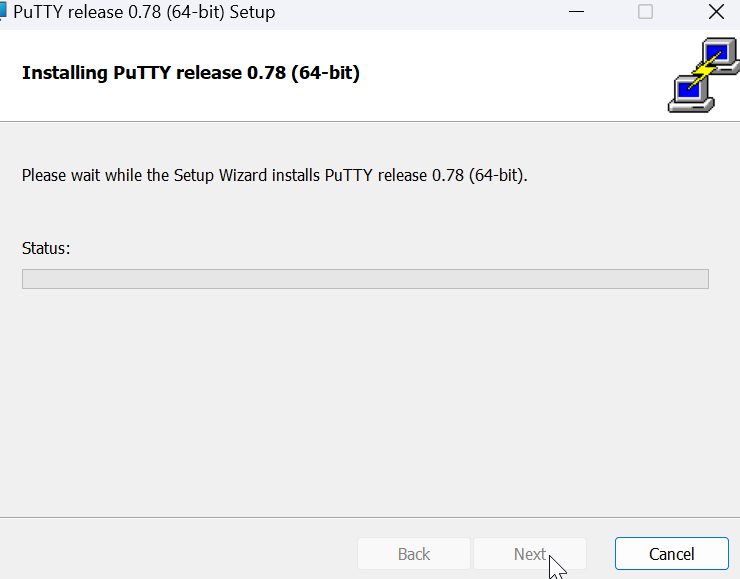 PuTTY release 0.78 (64-bit) Setup
Installing PuTTY release 0.78 (64-bit)
Please wait while the Setup Wizard installs PuTTY release 0.78 (64-bit).
Status:
Back
Next
Cancel